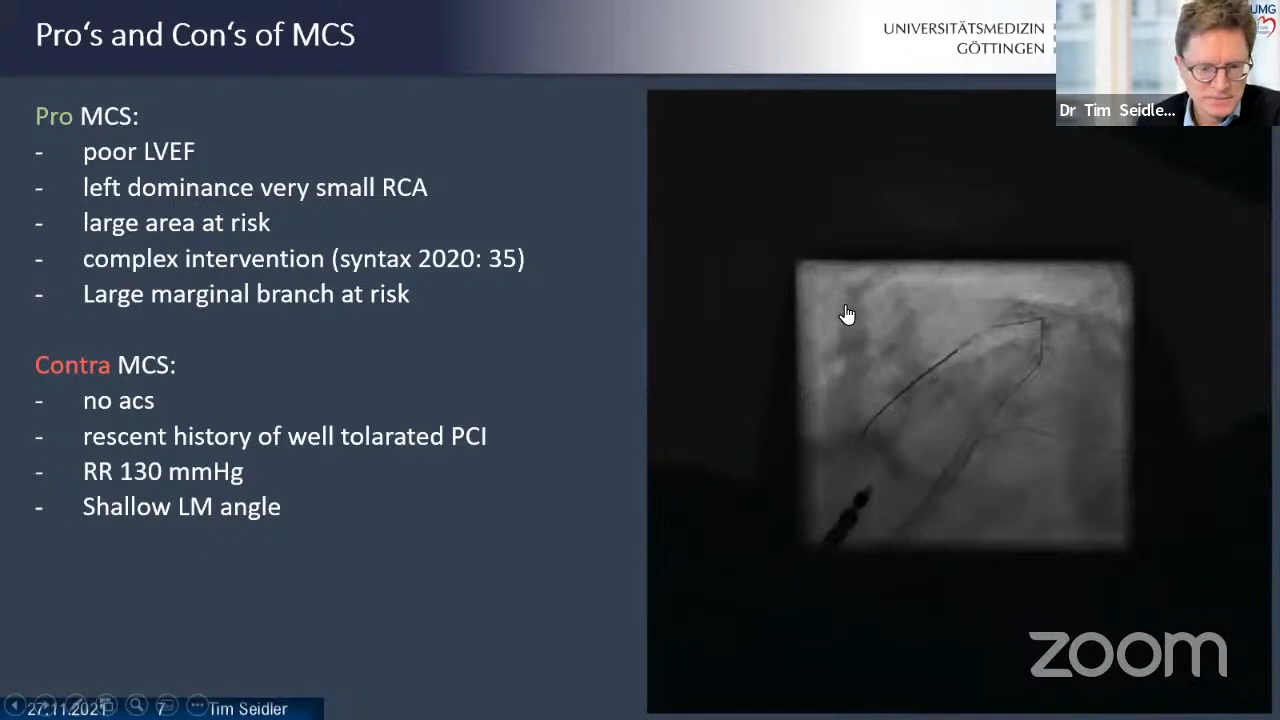 Pro's and Con's of MCS
UNIVERSITÄTSMEDIZIN
GÖTTINGEN
UMG
Dr Tim Seidle...
Pro MCS:
- poor LVEF
- left dominance very small RCA
- large area at risk
- complex intervention (syntax 2020: 35)
- Large marginal branch at risk
Contra MCS:
- no acs
- rescent history of well tolarated PCI
- RR 130 mmHg
- Shallow LM angle
zoom
27.11.2021 7 Tim Seidler